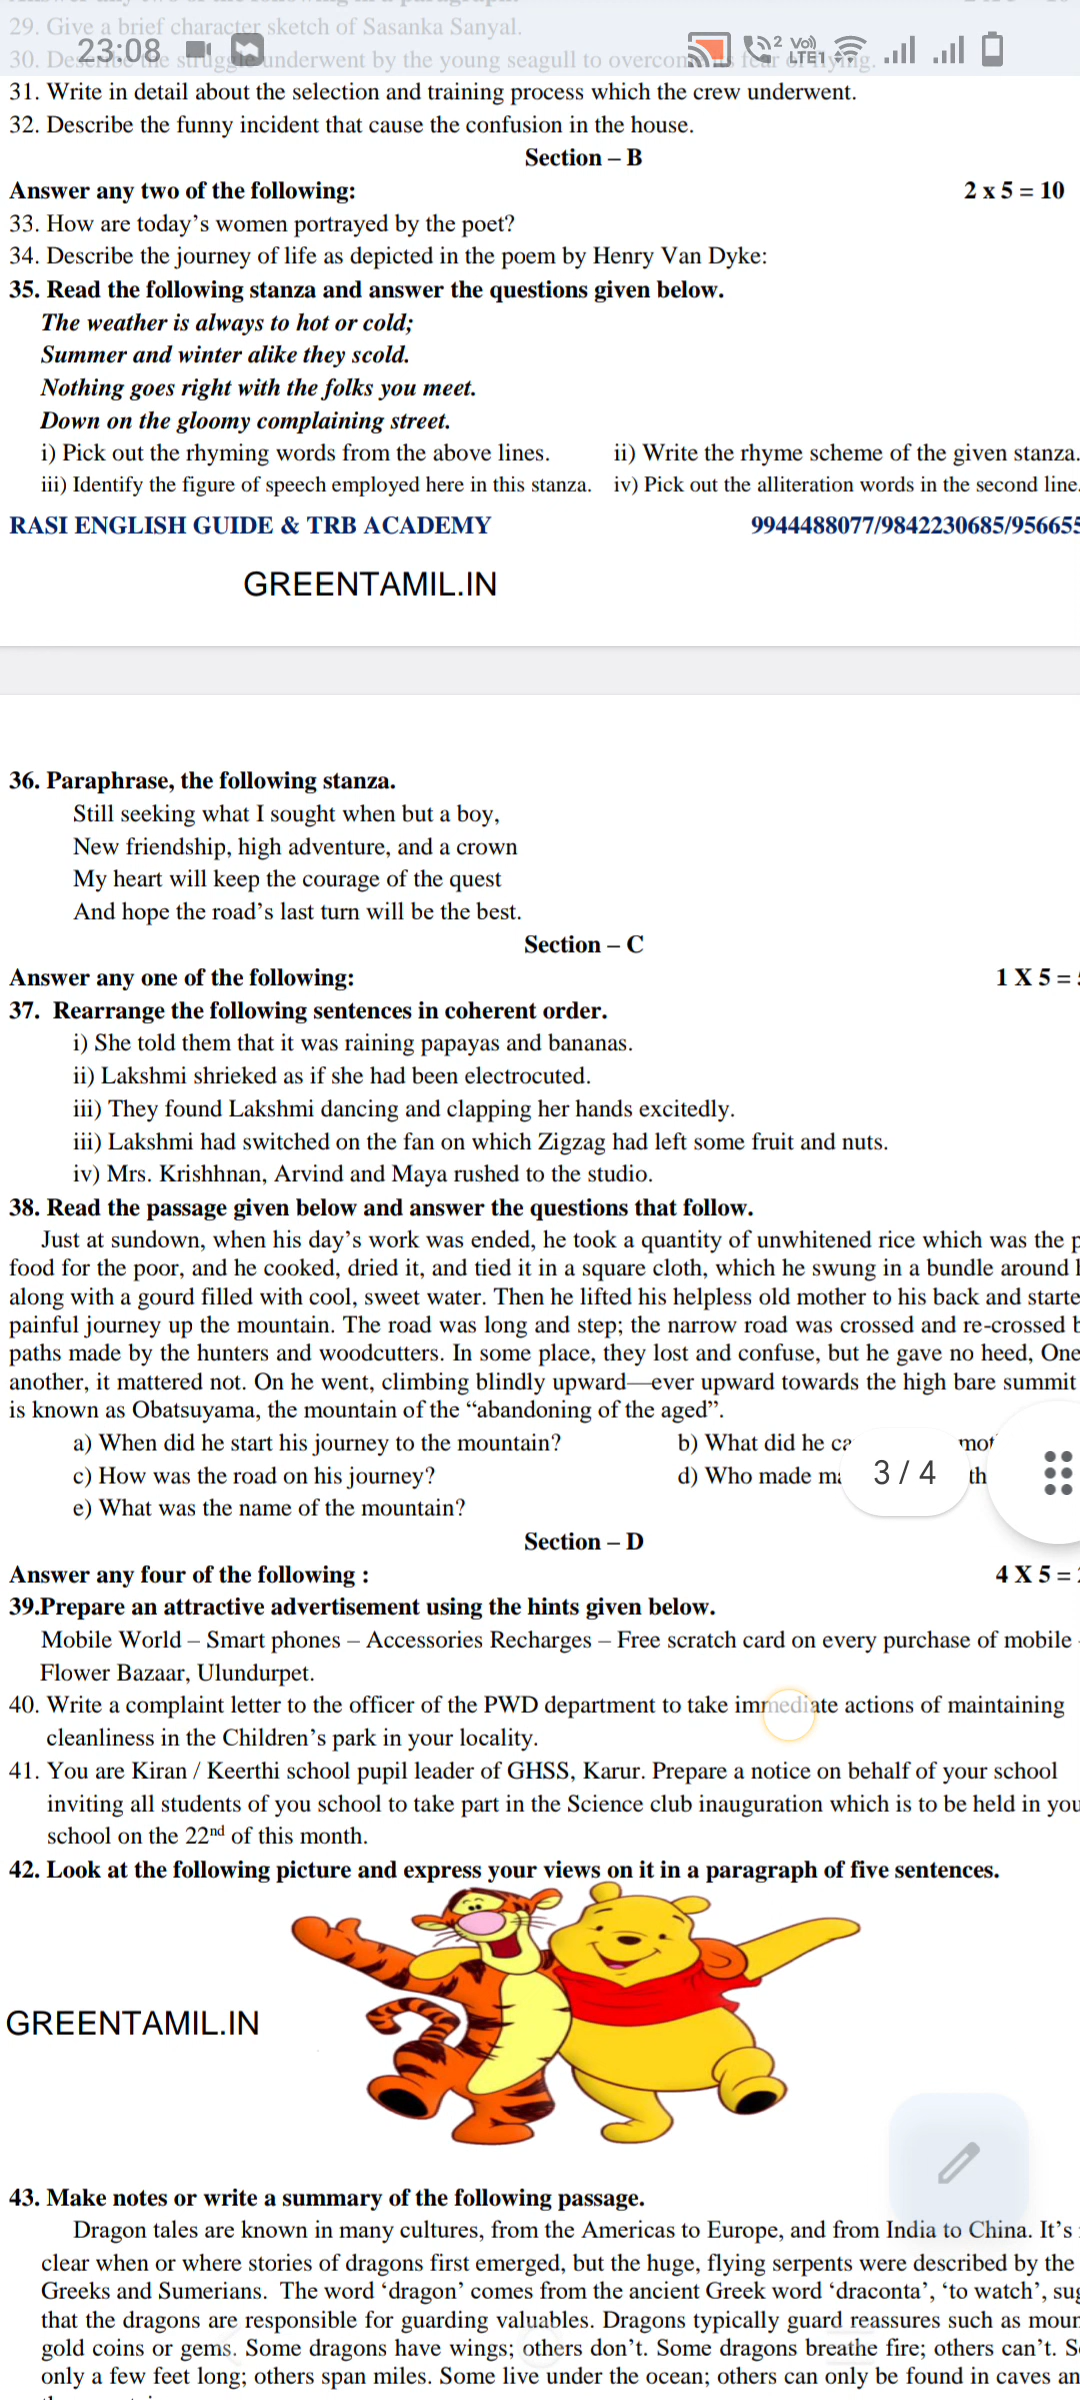 29. Give a brief character sketch of Sasanka Sanyal.
23:08
2 Vo) LTE1
30. underwent by the young seagull to
31. Write in detail about the selection and training process which the crew underwent.
32. Describe the funny incident that cause the confusion in the house.
Section – B
Answer any two of the following: 2 x 5 = 10
33. How are today's women portrayed by the poet?
34. Describe the journey of life as depicted in the poem by Henry Van Dyke:
35. Read the following stanza and answer the questions given below.
The weather is always to hot or cold;
Summer and winter alike they scold.
Nothing goes right with the folks you meet.
Down on the gloomy complaining street.
i) Pick out the rhyming words from the above lines. ii) Write the rhyme scheme of the given stanza.
iii) Identify the figure of speech employed here in this stanza. iv) Pick out the alliteration words in the second line.
RASI ENGLISH GUIDE & TRB ACADEMY 9944488077/9842230685/956655
GREENTAMIL.IN
36. Paraphrase, the following stanza.
Still seeking what I sought when but a boy,
New friendship, high adventure, and a crown
My heart will keep the courage of the quest
And hope the road's last turn will be the best.
Section – C
Answer any one of the following: 1 X 5 =
37. Rearrange the following sentences in coherent order.
i) She told them that it was raining papayas and bananas.
ii) Lakshmi shrieked as if she had been electrocuted.
iii) They found Lakshmi dancing and clapping her hands excitedly.
iii) Lakshmi had switched on the fan on which Zigzag had left some fruit and nuts.
iv) Mrs. Krishhnan, Arvind and Maya rushed to the studio.
38. Read the passage given below and answer the questions that follow.
Just at sundown, when his day's work was ended, he took a quantity of unwhitened rice which was the
food for the poor, and he cooked, dried it, and tied it in a square cloth, which he swung in a bundle around
along with a gourd filled with cool, sweet water. Then he lifted his helpless old mother to his back and starte
painful journey up the mountain. The road was long and step; the narrow road was crossed and re-crossed
paths made by the hunters and woodcutters. In some place, they lost and confuse, but he gave no heed, One
another, it mattered not. On he went, climbing blindly upward—ever upward towards the high bare summit
is known as Obatsuyama, the mountain of the “abandoning of the aged”.
a) When did he start his journey to the mountain? b) What did he ca mot
c) How was the road on his journey? d) Who made ma 3 / 4 th
e) What was the name of the mountain?
Section – D
Answer any four of the following : 4 X 5 =
39.Prepare an attractive advertisement using the hints given below.
Mobile World – Smart phones – Accessories Recharges – Free scratch card on every purchase of mobile
Flower Bazaar, Ulundurpet.
40. Write a complaint letter to the officer of the PWD department to take immediate actions of maintaining
cleanliness in the Children's park in your locality.
41. You are Kiran / Keerthi school pupil leader of GHSS, Karur. Prepare a notice on behalf of your school
inviting all students of you school to take part in the Science club inauguration which is to be held in you
school on the 22nd of this month.
42. Look at the following picture and express your views on it in a paragraph of five sentences.
GREENTAMIL.IN
43. Make notes or write a summary of the following passage.
Dragon tales are known in many cultures, from the Americas to Europe, and from India to China. It's
clear when or where stories of dragons first emerged, but the huge, flying serpents were described by the
Greeks and Sumerians. The word ‘dragon’ comes from the ancient Greek word ‘draconta’, ‘to watch’, sug
that the dragons are responsible for guarding valuables. Dragons typically guard reassures such as moun
gold coins or gems. Some dragons have wings; others don't. Some dragons breathe fire; others can't. S
only a few feet long; others span miles. Some live under the ocean; others can only be found in caves an